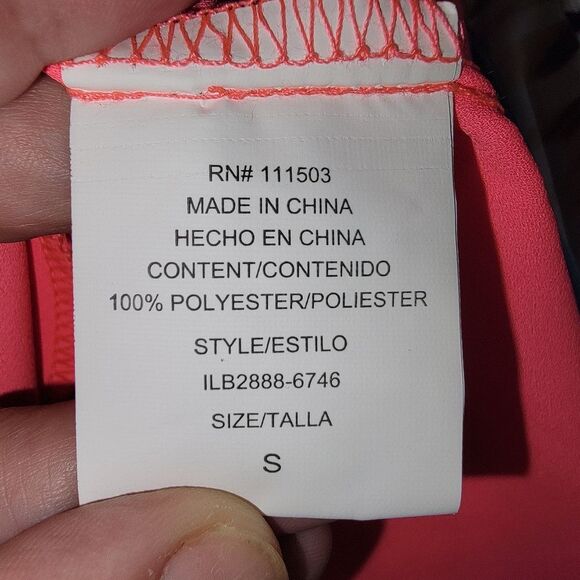 RN# 111503
MADE IN CHINA
HECHO EN CHINA
CONTENT/CONTENIDO
100% POLYESTER/POLIESTER
STYLE/ESTILO
ILB2888-6746
SIZE/TALLA
S